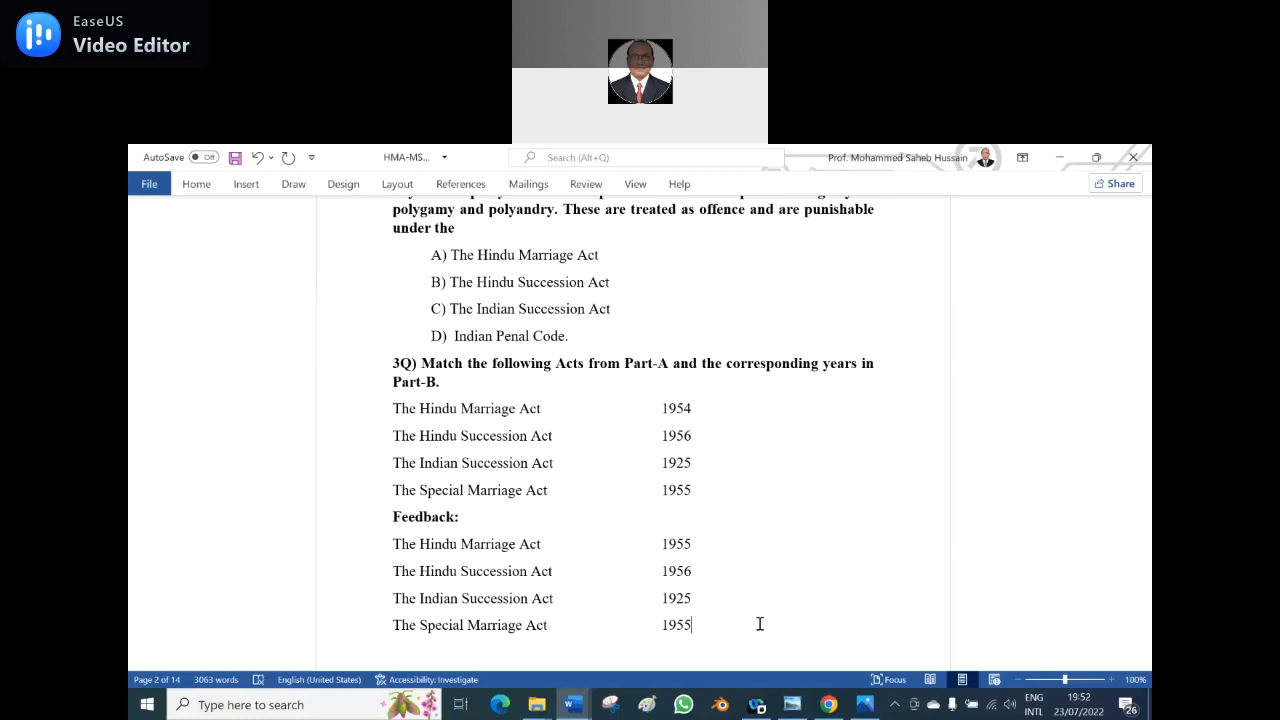 EaseUS
Video Editor
AutoSave Off HMA-MS... Search (Alt+Q) Prof. Mohammed Saheb Hussain
File Home Insert Draw Design Layout References Mailings Review View Help Share
polygamy and polyandry. These are treated as offence and are punishable
under the
A) The Hindu Marriage Act
B) The Hindu Succession Act
C) The Indian Succession Act
D) Indian Penal Code.
3Q) Match the following Acts from Part-A and the corresponding years in
Part-B.
The Hindu Marriage Act 1954
The Hindu Succession Act 1956
The Indian Succession Act 1925
The Special Marriage Act 1955
Feedback:
The Hindu Marriage Act 1955
The Hindu Succession Act 1956
The Indian Succession Act 1925
The Special Marriage Act 1955
Page 2 of 14 3063 words English (United States) Accessibility: Investigate Focus 100%
Type here to search ENG 19:52
INTL 23/07/2022 26